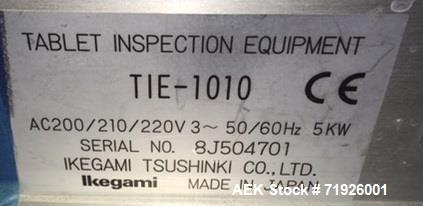 TABLET INSPECTION EQUIPMENT
TIE-1010 CE
AC200/210/220V 3~ 50/60Hz 5KW
SERIAL NO. 8J504701
IKEGAMI TSUSHINKI CO.,LTD.
Ikegami MADE IN JAPAN
AEK Stock # 71926001